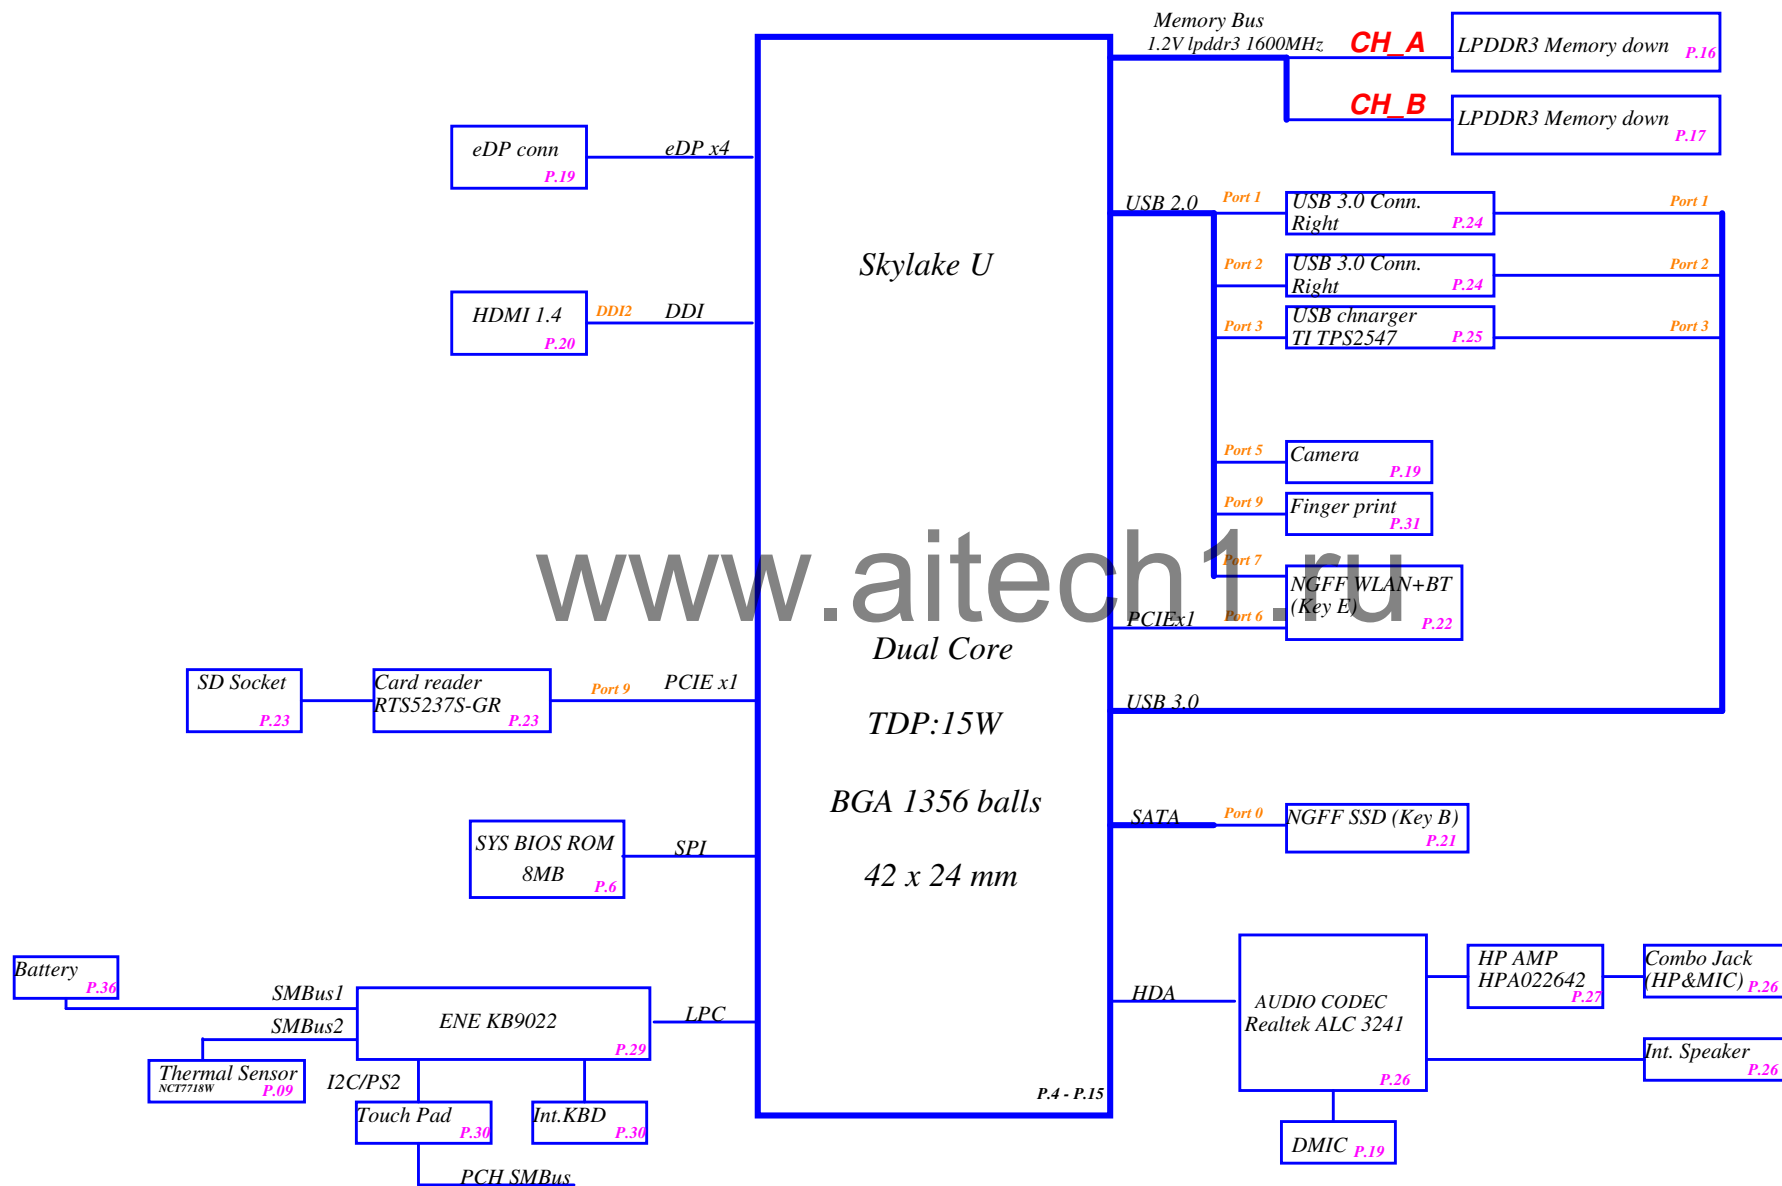 Memory Bus
1.2V lpddr3 1600MHz
CH_A
LPDDR3 Memory down
P.16
CH_B
LPDDR3 Memory down
P.17
eDP conn
P.19
eDP x4
HDMI 1.4
P.20
DDI2
DDI
Skylake U
Dual Core
TDP:15W
BGA 1356 balls
42 x 24 mm
P.4 - P.15
USB 2.0
Port 1
USB 3.0 Conn.
Right
P.24
Port 1
Port 2
USB 3.0 Conn.
Right
P.24
Port 2
Port 3
USB chnarger
TI TPS2547
P.25
Port 3
Port 5
Camera
P.19
Port 9
Finger print
P.31
www.aitech1.ru
Port 7
NGFF WLAN+BT
(Key E)
P.22
PCIEx1
Port 6
USB 3.0
SD Socket
P.23
Card reader
RTS5237S-GR
P.23
Port 9
PCIE x1
SATA
Port 0
NGFF SSD (Key B)
P.21
SYS BIOS ROM
8MB
P.6
SPI
Battery
P.36
SMBus1
SMBus2
ENE KB9022
P.29
LPC
Thermal Sensor
NCT7718W
P.09
I2C/PS2
Touch Pad
P.30
Int.KBD
P.30
PCH SMBus
HDA
AUDIO CODEC
Realtek ALC 3241
P.26
HP AMP
HPA022642
P.27
Combo Jack
(HP&MIC)
P.26
Int. Speaker
P.26
DMIC
P.19